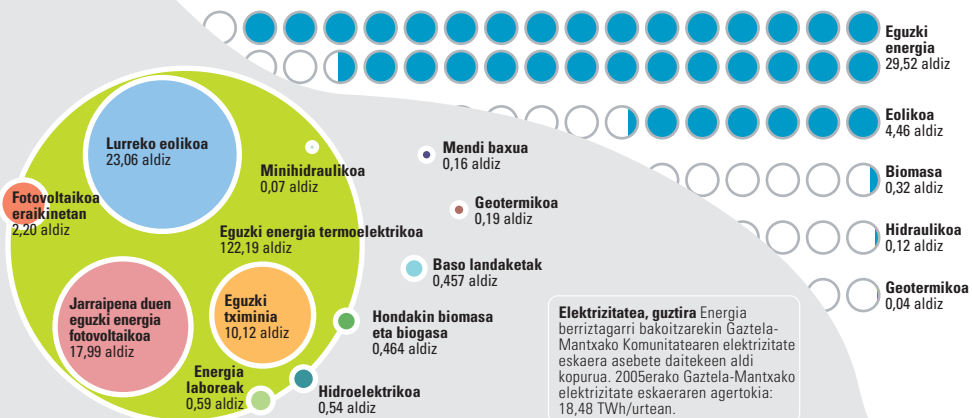 Eguzki
energia
29,52 aldiz
Eolikoa
4,46 aldiz
Biomasa
0,32 aldiz
Hidraulikoa
0,12 aldiz
Geotermikoa
0,04 aldiz
Lurreko eolikoa
23,06 aldiz
Minihidraulikoa
0,07 aldiz
Mendi baxua
0,16 aldiz
Fotovoltaikoa
eraikinetan
2,20 aldiz
Geotermikoa
0,19 aldiz
Eguzki energia termoelektrikoa
122,19 aldiz
Baso landaketak
0,457 aldiz
Jarraipena duen
eguzki energia
fotovoltaikoa
17,99 aldiz
Eguzki
tximinia
10,12 aldiz
Hondakin biomasa
eta biogasa
0,464 aldiz
Energia
laboreak
0,59 aldiz
Hidroelektrikoa
0,54 aldiz
Elektrizitatea, guztira Energia
berriztagarri bakoitzarekin Gaztela-
Mantxako Komunitatearen elektrizitate
eskaera asebete daitekeen aldi
kopurua. 2005erako Gaztela-Mantxako
elektrizitate eskaeraren agertokia:
18,48 TWh/urtean.